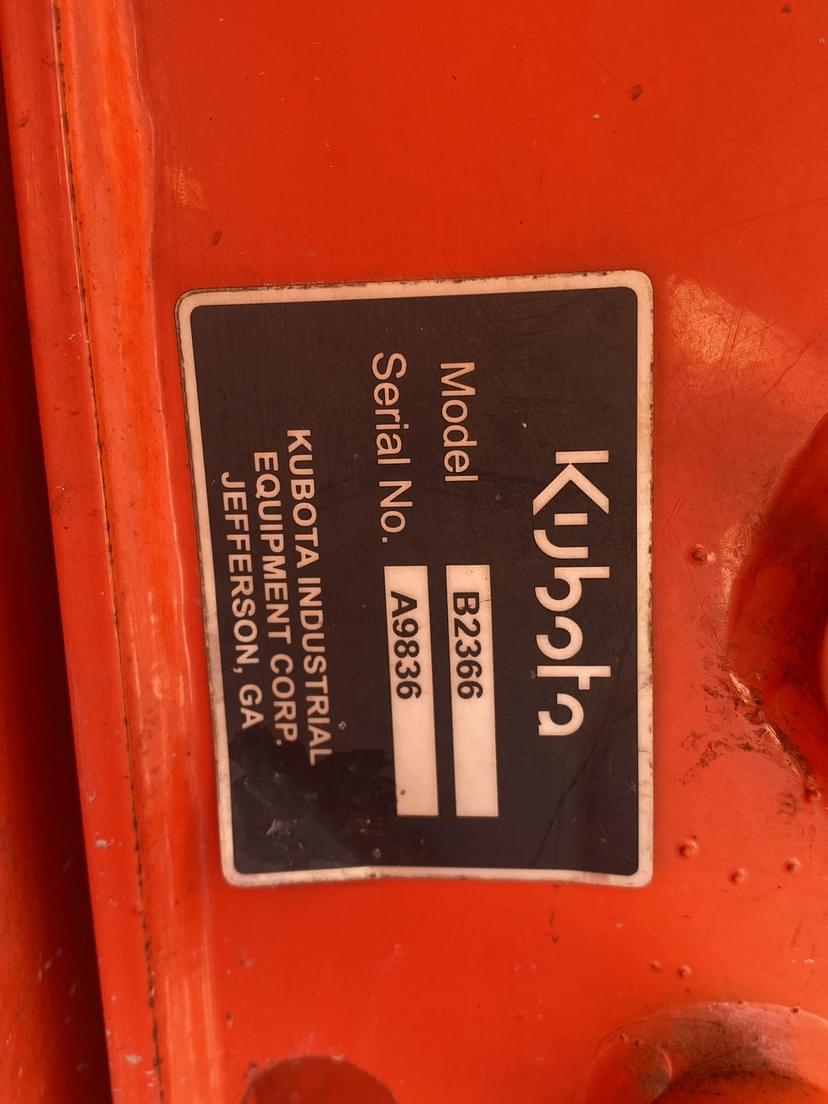 Kubota
Model B2366
Serial No. A9836
KUBOTA INDUSTRIAL
EQUIPMENT CORP.
JEFFERSON, GA